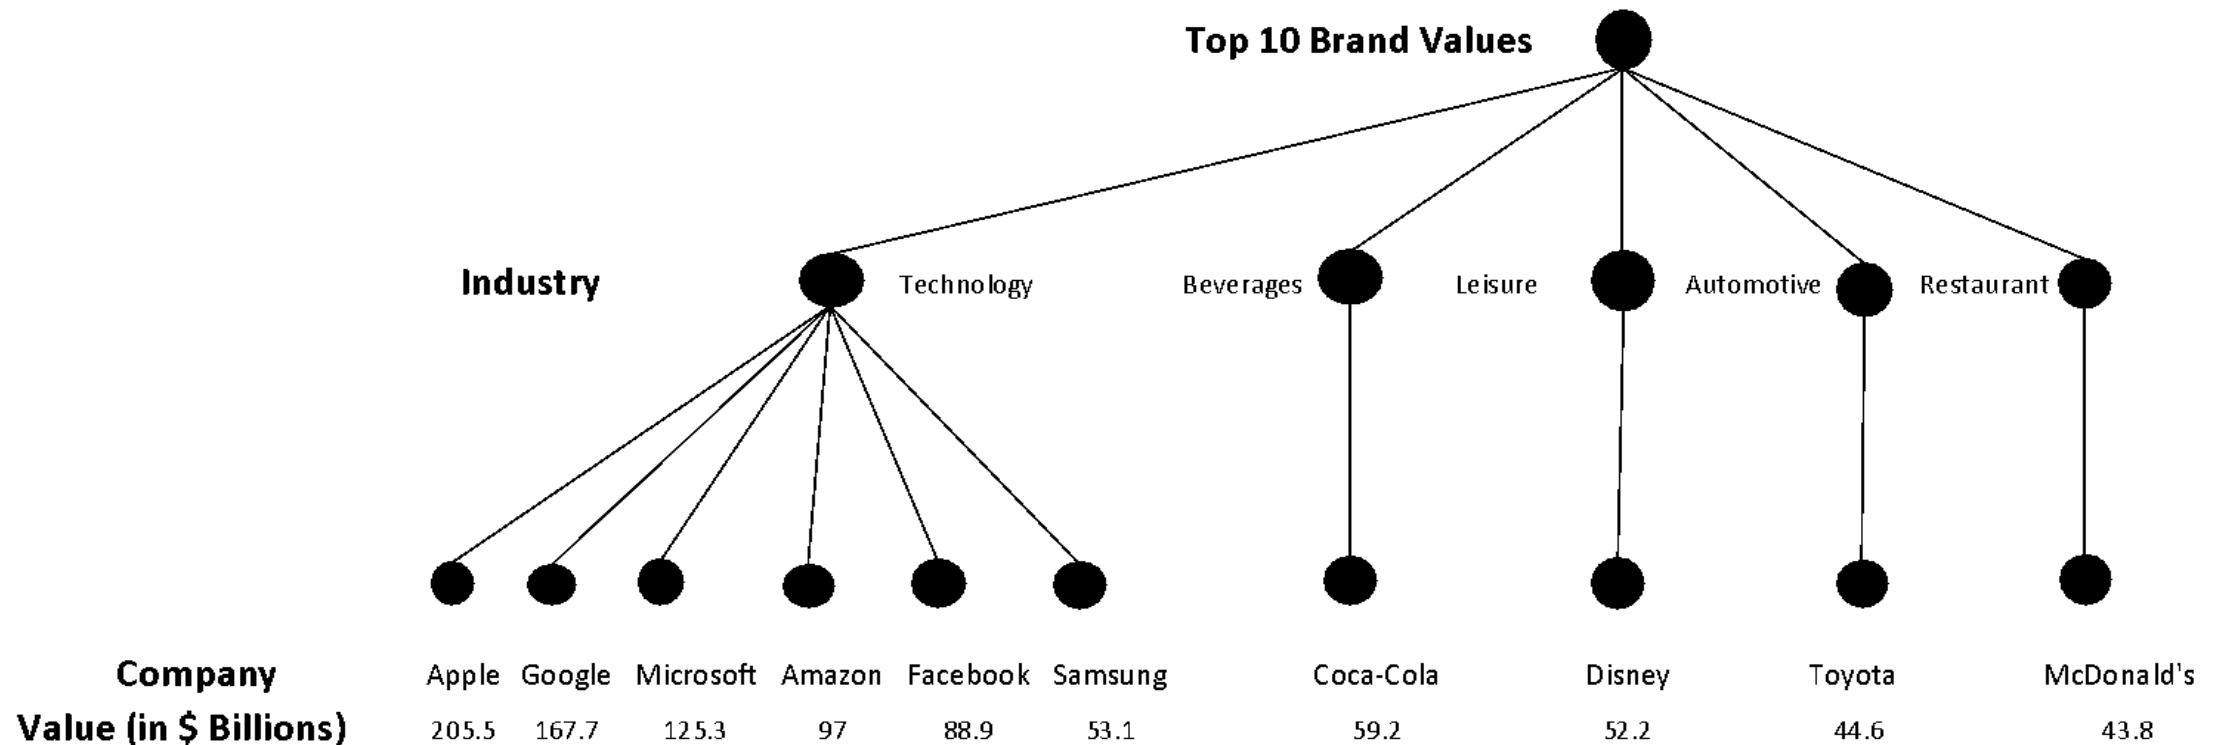 Top 10 Brand Values
Industry Technology Beverages Leisure Automotive Restaurant
Company Apple Google Microsoft Amazon Facebook Samsung Coca-Cola Disney Toyota McDonald's
Value (in $ Billions) 205.5 167.7 125.3 97 88.9 53.1 59.2 52.2 44.6 43.8